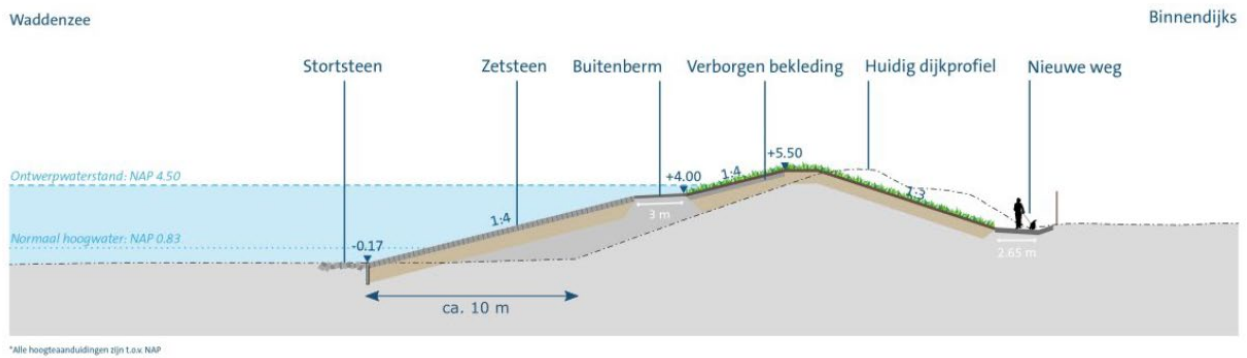 Waddenzee
Binnendijks
Stortsteen
Zetsteen
Buitenberm
Verborgen bekleding
Huidig dijkprofiel
Nieuwe weg
+5.50
Ontwerpwaterstand: NAP 4.50
+4.00
1:4
1:3
1:4
3 m
Normaal hoogwater: NAP 0.83
-0.17
2.65 m
ca. 10 m
*Alle hoogteaanduidingen zijn t.o.v. NAP